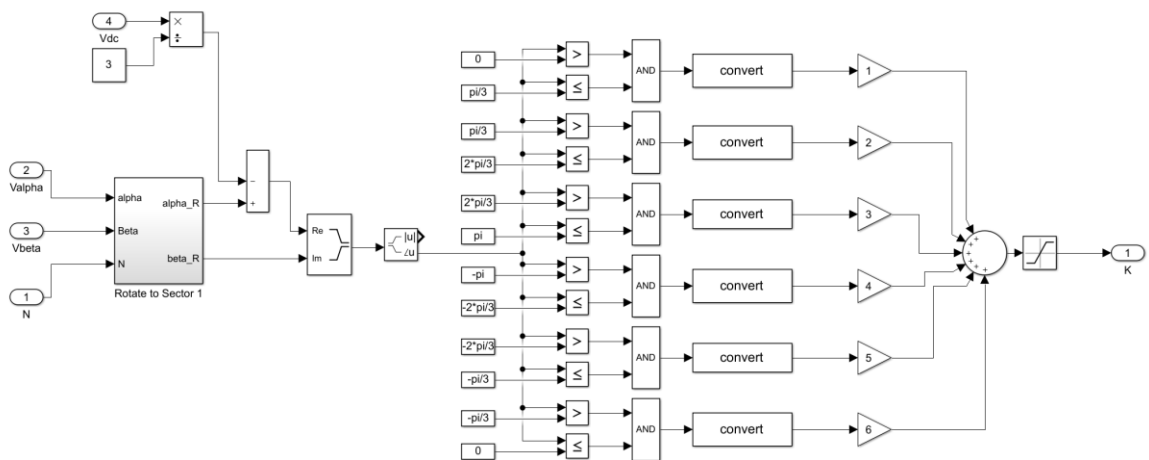 4
Vdc
×
÷
3
2
Valpha
3
Vbeta
1
N
alpha
Beta
N
alpha_R
beta_R
Rotate to Sector 1
−
+
Re
Im
|u|
∠u
0
>
pi/3
≤
AND
convert
1
pi/3
>
2*pi/3
≤
AND
convert
2
2*pi/3
>
pi
≤
AND
convert
3
-pi
>
-2*pi/3
≤
AND
convert
4
-2*pi/3
>
-pi/3
≤
AND
convert
5
-pi/3
>
0
≤
AND
convert
6
+
+
+
+
+
+
1
K